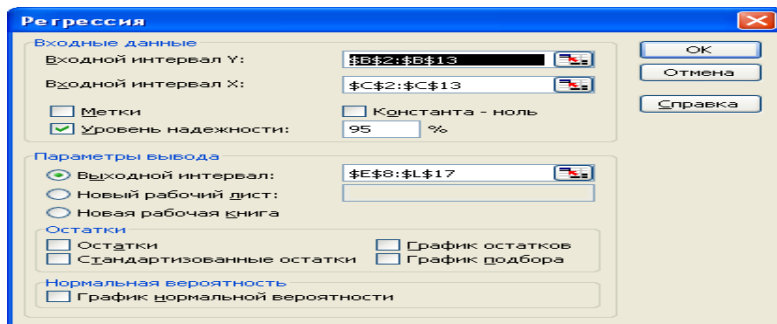 Регрессия
Входные данные
Входной интервал Y: $B$2:$B$13
Входной интервал X: $C$2:$C$13
Метки Константа - ноль
Уровень надежности: 95 %
ОК
Отмена
Справка
Параметры вывода
Выходной интервал: $E$8:$L$17
Новый рабочий лист:
Новая рабочая книга
Остатки
Остатки График остатков
Стандартизованные остатки График подбора
Нормальная вероятность
График нормальной вероятности